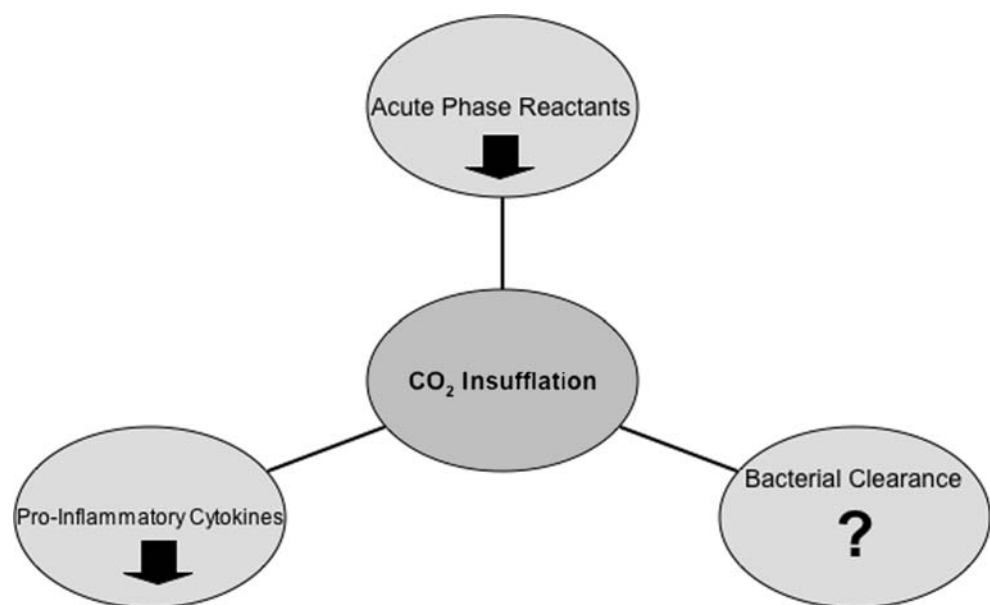 Acute Phase Reactants
CO₂ Insufflation
Pro-Inflammatory Cytokines
Bacterial Clearance
?